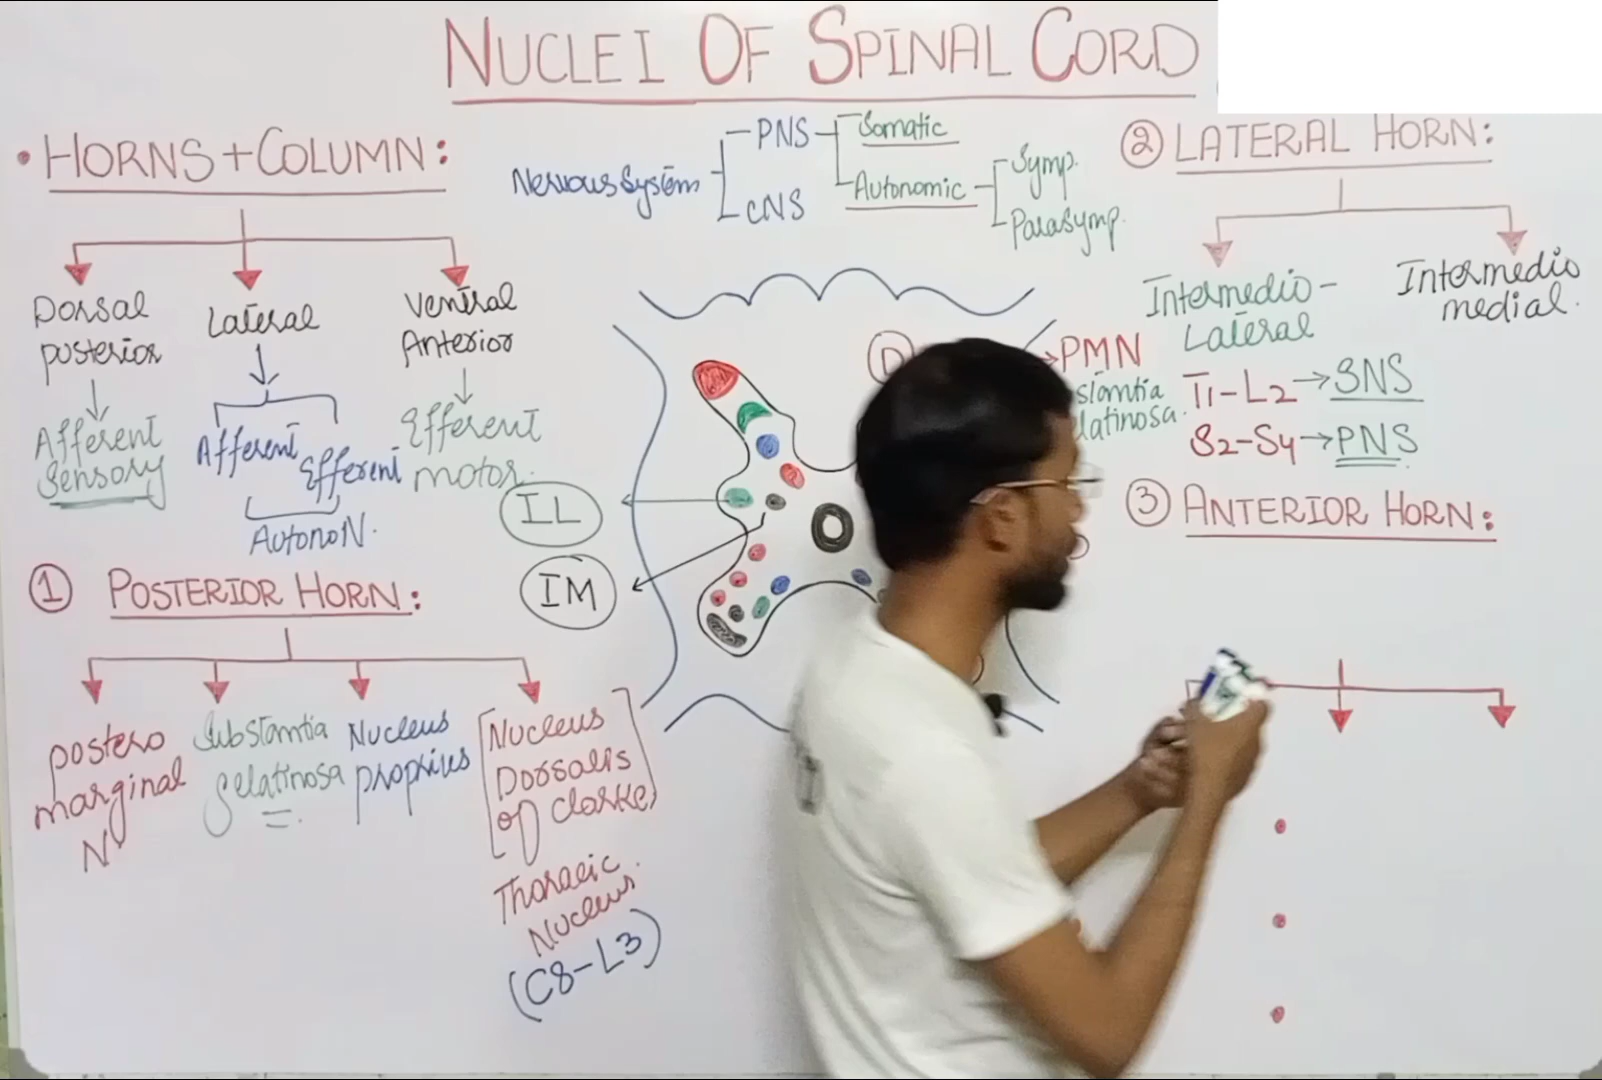 NUCLEI OF SPINAL CORD
• HORNS + COLUMN:
Dorsal
posterior
Afferent
Sensory
Lateral
Afferent
Efferent
AutonoN.
Ventral
Anterior
Efferent
motor.
Nervous System
PNS
CNS
Somatic
Autonomic
Symp.
Parasymp.
① POSTERIOR HORN:
postero
marginal
N
Substantia
gelatinosa
Nucleus
proprius
Nucleus
Dorsalis
of Clarke
Thoracic
Nucleus.
(C8-L3)
IL
IM
D
PMN
stantia
latinosa.
② LATERAL HORN:
Intermedio-
Lateral
T1-L2→SNS
S2-S4→PNS
Intermedio
medial.
③ ANTERIOR HORN: